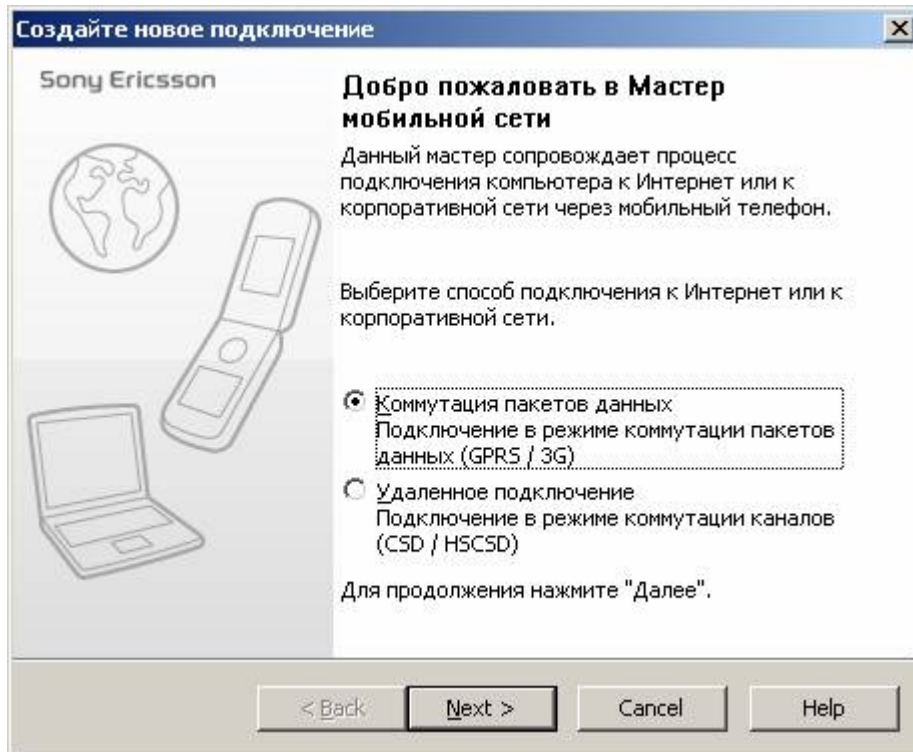 Создайте новое подключение
Sony Ericsson
Добро пожаловать в Мастер
мобильной сети
Данный мастер сопровождает процесс
подключения компьютера к Интернет или к
корпоративной сети через мобильный телефон.
Выберите способ подключения к Интернет или к
корпоративной сети.
Коммутация пакетов данных
Подключение в режиме коммутации пакетов
данных (GPRS / 3G)
Удаленное подключение
Подключение в режиме коммутации каналов
(CSD / HSCSD)
Для продолжения нажмите "Далее".
< Back
Next >
Cancel
Help